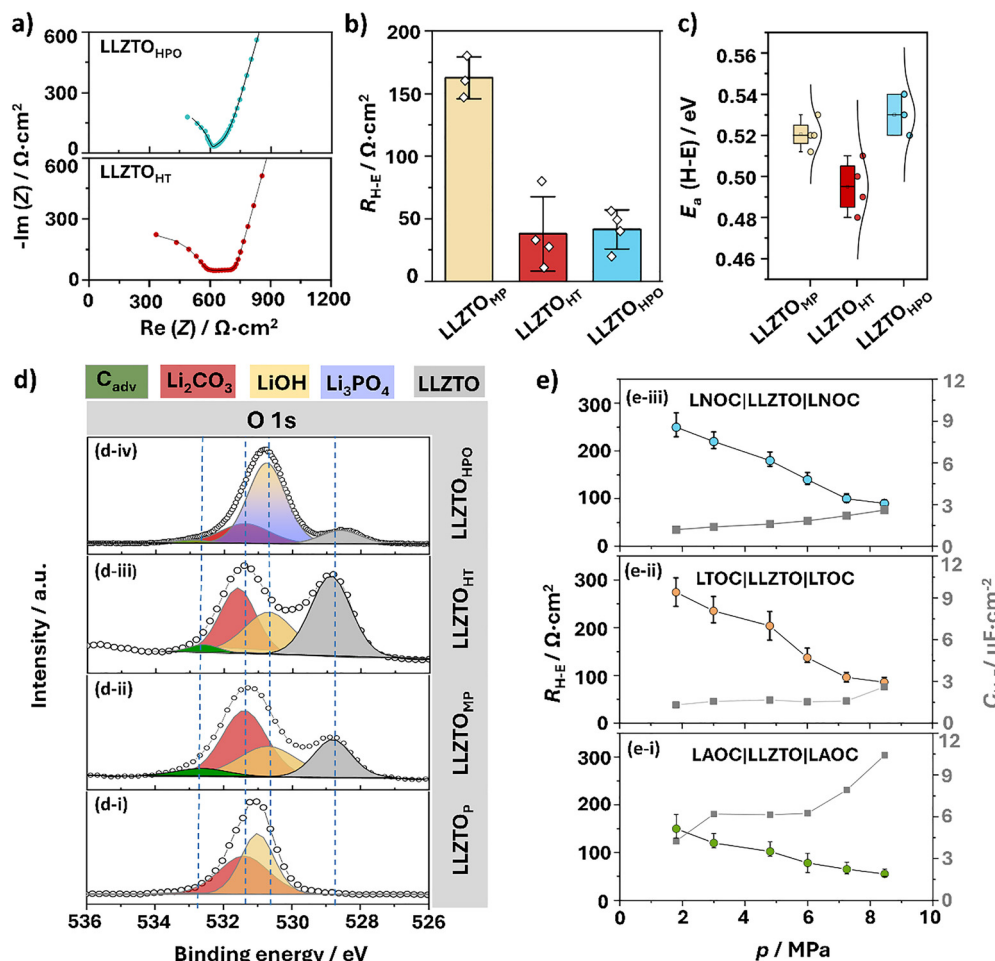 a)
600
LLZTO_HPO
300
0
600
LLZTO_HT
300
0
0 300 600 900 1200
-Im (Z) / Ω·cm²
Re (Z) / Ω·cm²
b)
200
150
100
50
0
R_H-E / Ω·cm²
LLZTO_MP
LLZTO_HT
LLZTO_HPO
c)
0.56
0.54
0.52
0.50
0.48
0.46
E_a (H-E) / eV
LLZTO_MP
LLZTO_HT
LLZTO_HPO
d)
C_adv Li₂CO₃ LiOH Li₃PO₄ LLZTO
O 1s
(d-iv)
LLZTO_HPO
(d-iii)
LLZTO_HT
(d-ii)
LLZTO_MP
(d-i)
LLZTO_P
Intensity / a.u.
536 534 532 530 528 526
Binding energy / eV
e)
(e-iii) LNOC|LLZTO|LNOC
300
200
100
0
12
9
6
3
0
(e-ii) LTOC|LLZTO|LTOC
300
200
100
0
12
9
6
3
0
R_H-E / Ω·cm²
μF·cm⁻²
(e-i) LAOC|LLZTO|LAOC
300
200
100
0
12
9
6
3
0
0 2 4 6 8 10
p / MPa